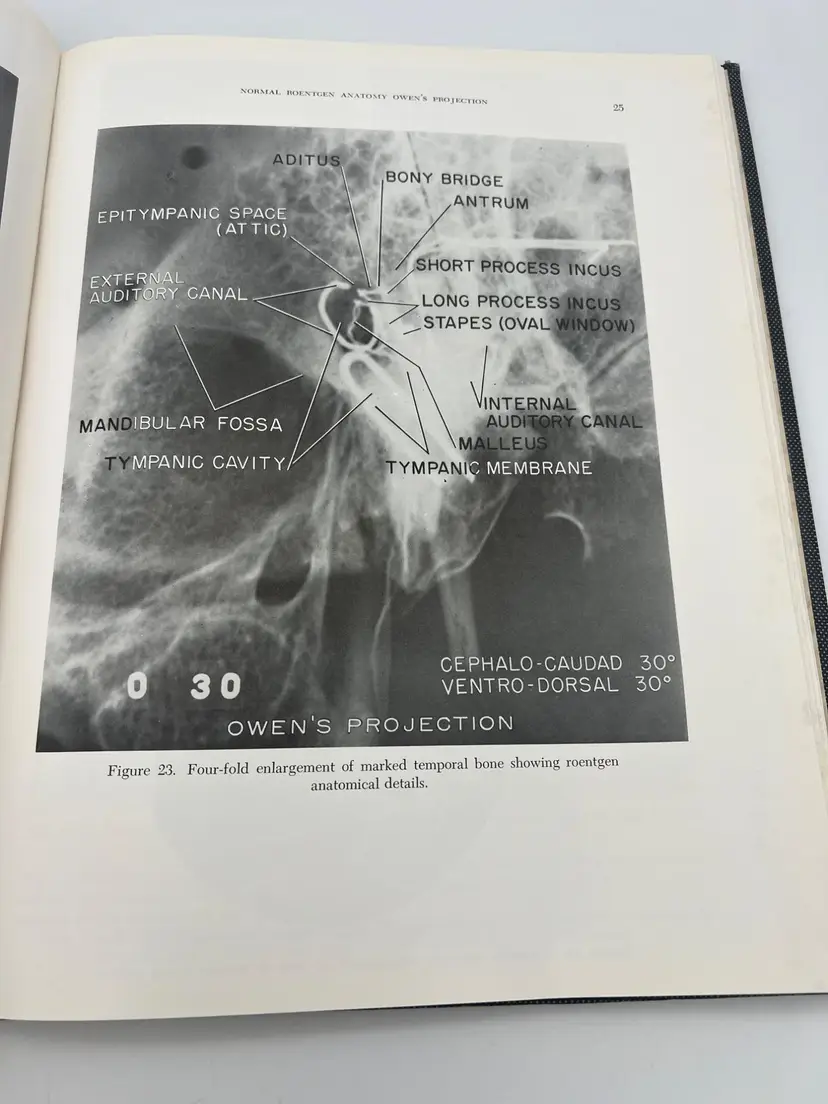 NORMAL ROENTGEN ANATOMY OWEN'S PROJECTION
25
ADITUS
BONY BRIDGE
ANTRUM
EPITYMPANIC SPACE
(ATTIC)
SHORT PROCESS INCUS
EXTERNAL
AUDITORY CANAL
LONG PROCESS INCUS
STAPES (OVAL WINDOW)
INTERNAL
AUDITORY CANAL
MANDIBULAR FOSSA
MALLEUS
TYMPANIC CAVITY
TYMPANIC MEMBRANE
CEPHALO-CAUDAD 30°
VENTRO-DORSAL 30°
0 30
OWEN'S PROJECTION
Figure 23. Four-fold enlargement of marked temporal bone showing roentgen
anatomical details.